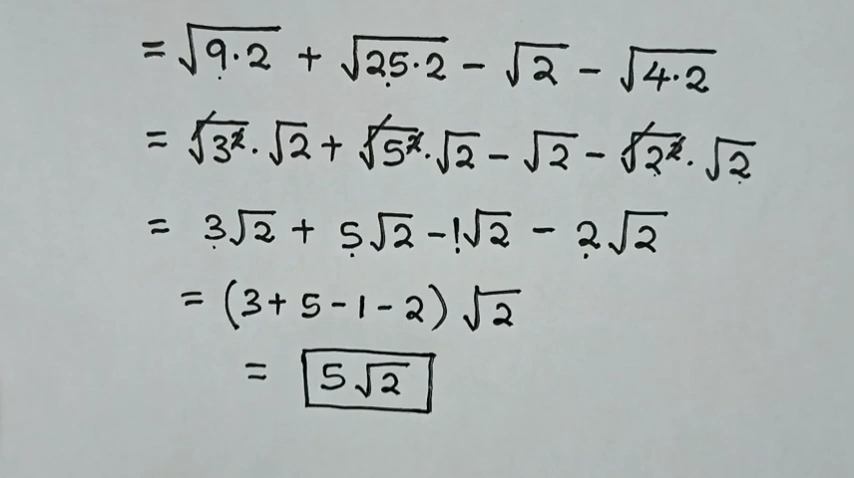 = √9·2 + √25·2 - √2 - √4·2
= √3²·√2 + √5²·√2 - √2 - √2²·√2
= 3√2 + 5√2 - 1√2 - 2√2
= (3+5-1-2)√2
= 5√2